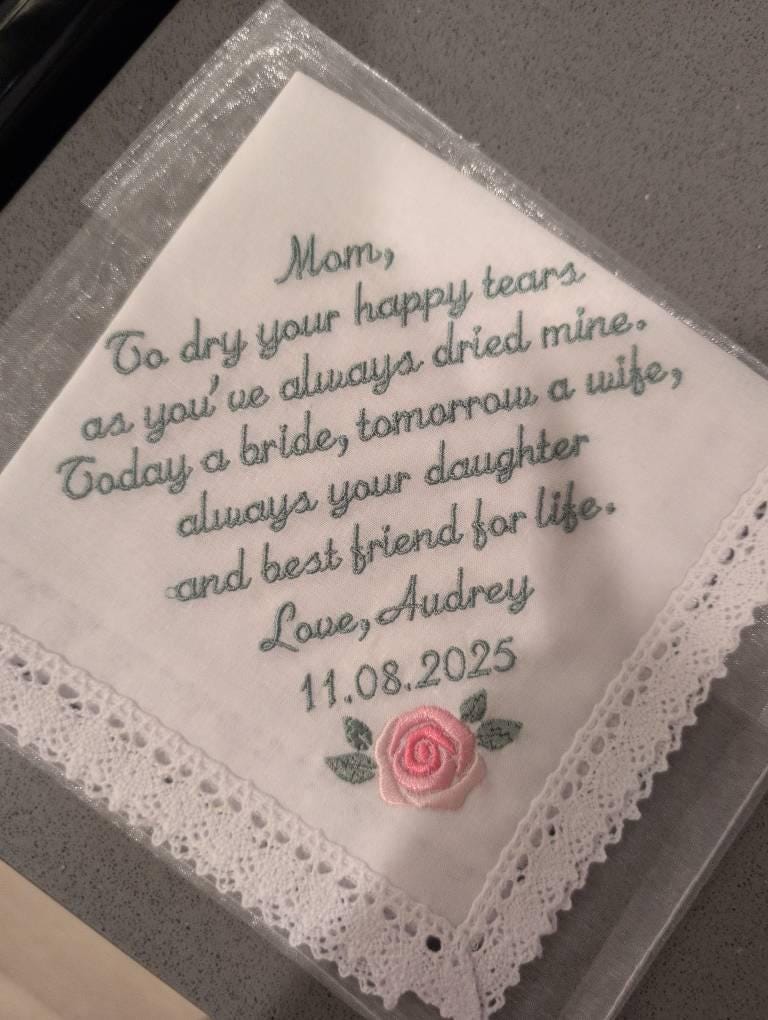 Mom,
To dry your happy tears
as you've always dried mine.
Today a bride, tomorrow a wife,
always your daughter
and best friend for life.
Love, Audrey
11.08.2025